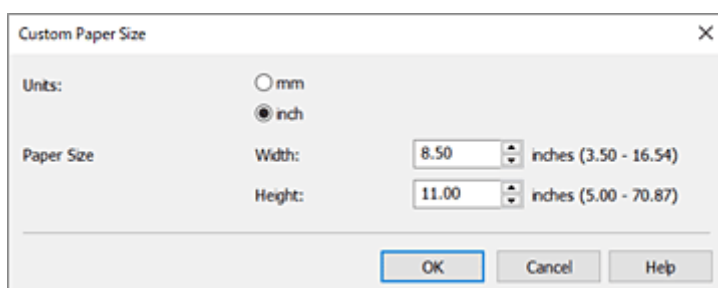 Custom Paper Size
Units: mm
inch
Paper Size Width: 8.50 inches (3.50 - 16.54)
Height: 11.00 inches (5.00 - 70.87)
OK Cancel Help